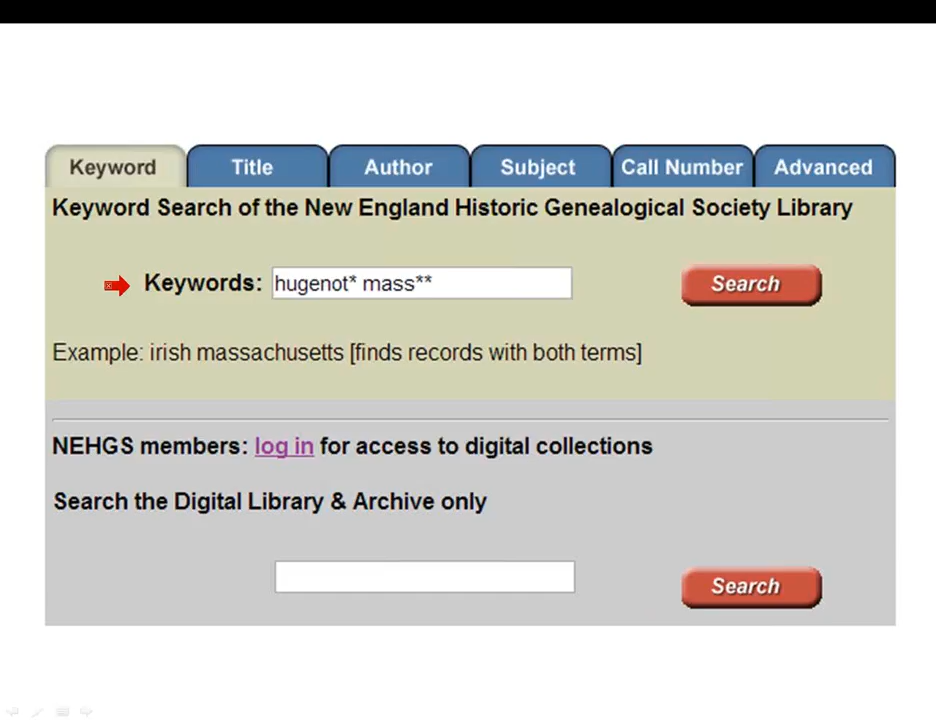 Keyword Title Author Subject Call Number Advanced
Keyword Search of the New England Historic Genealogical Society Library
Keywords: hugenot* mass** Search
Example: irish massachusetts [finds records with both terms]
NEHGS members: log in for access to digital collections
Search the Digital Library & Archive only
Search